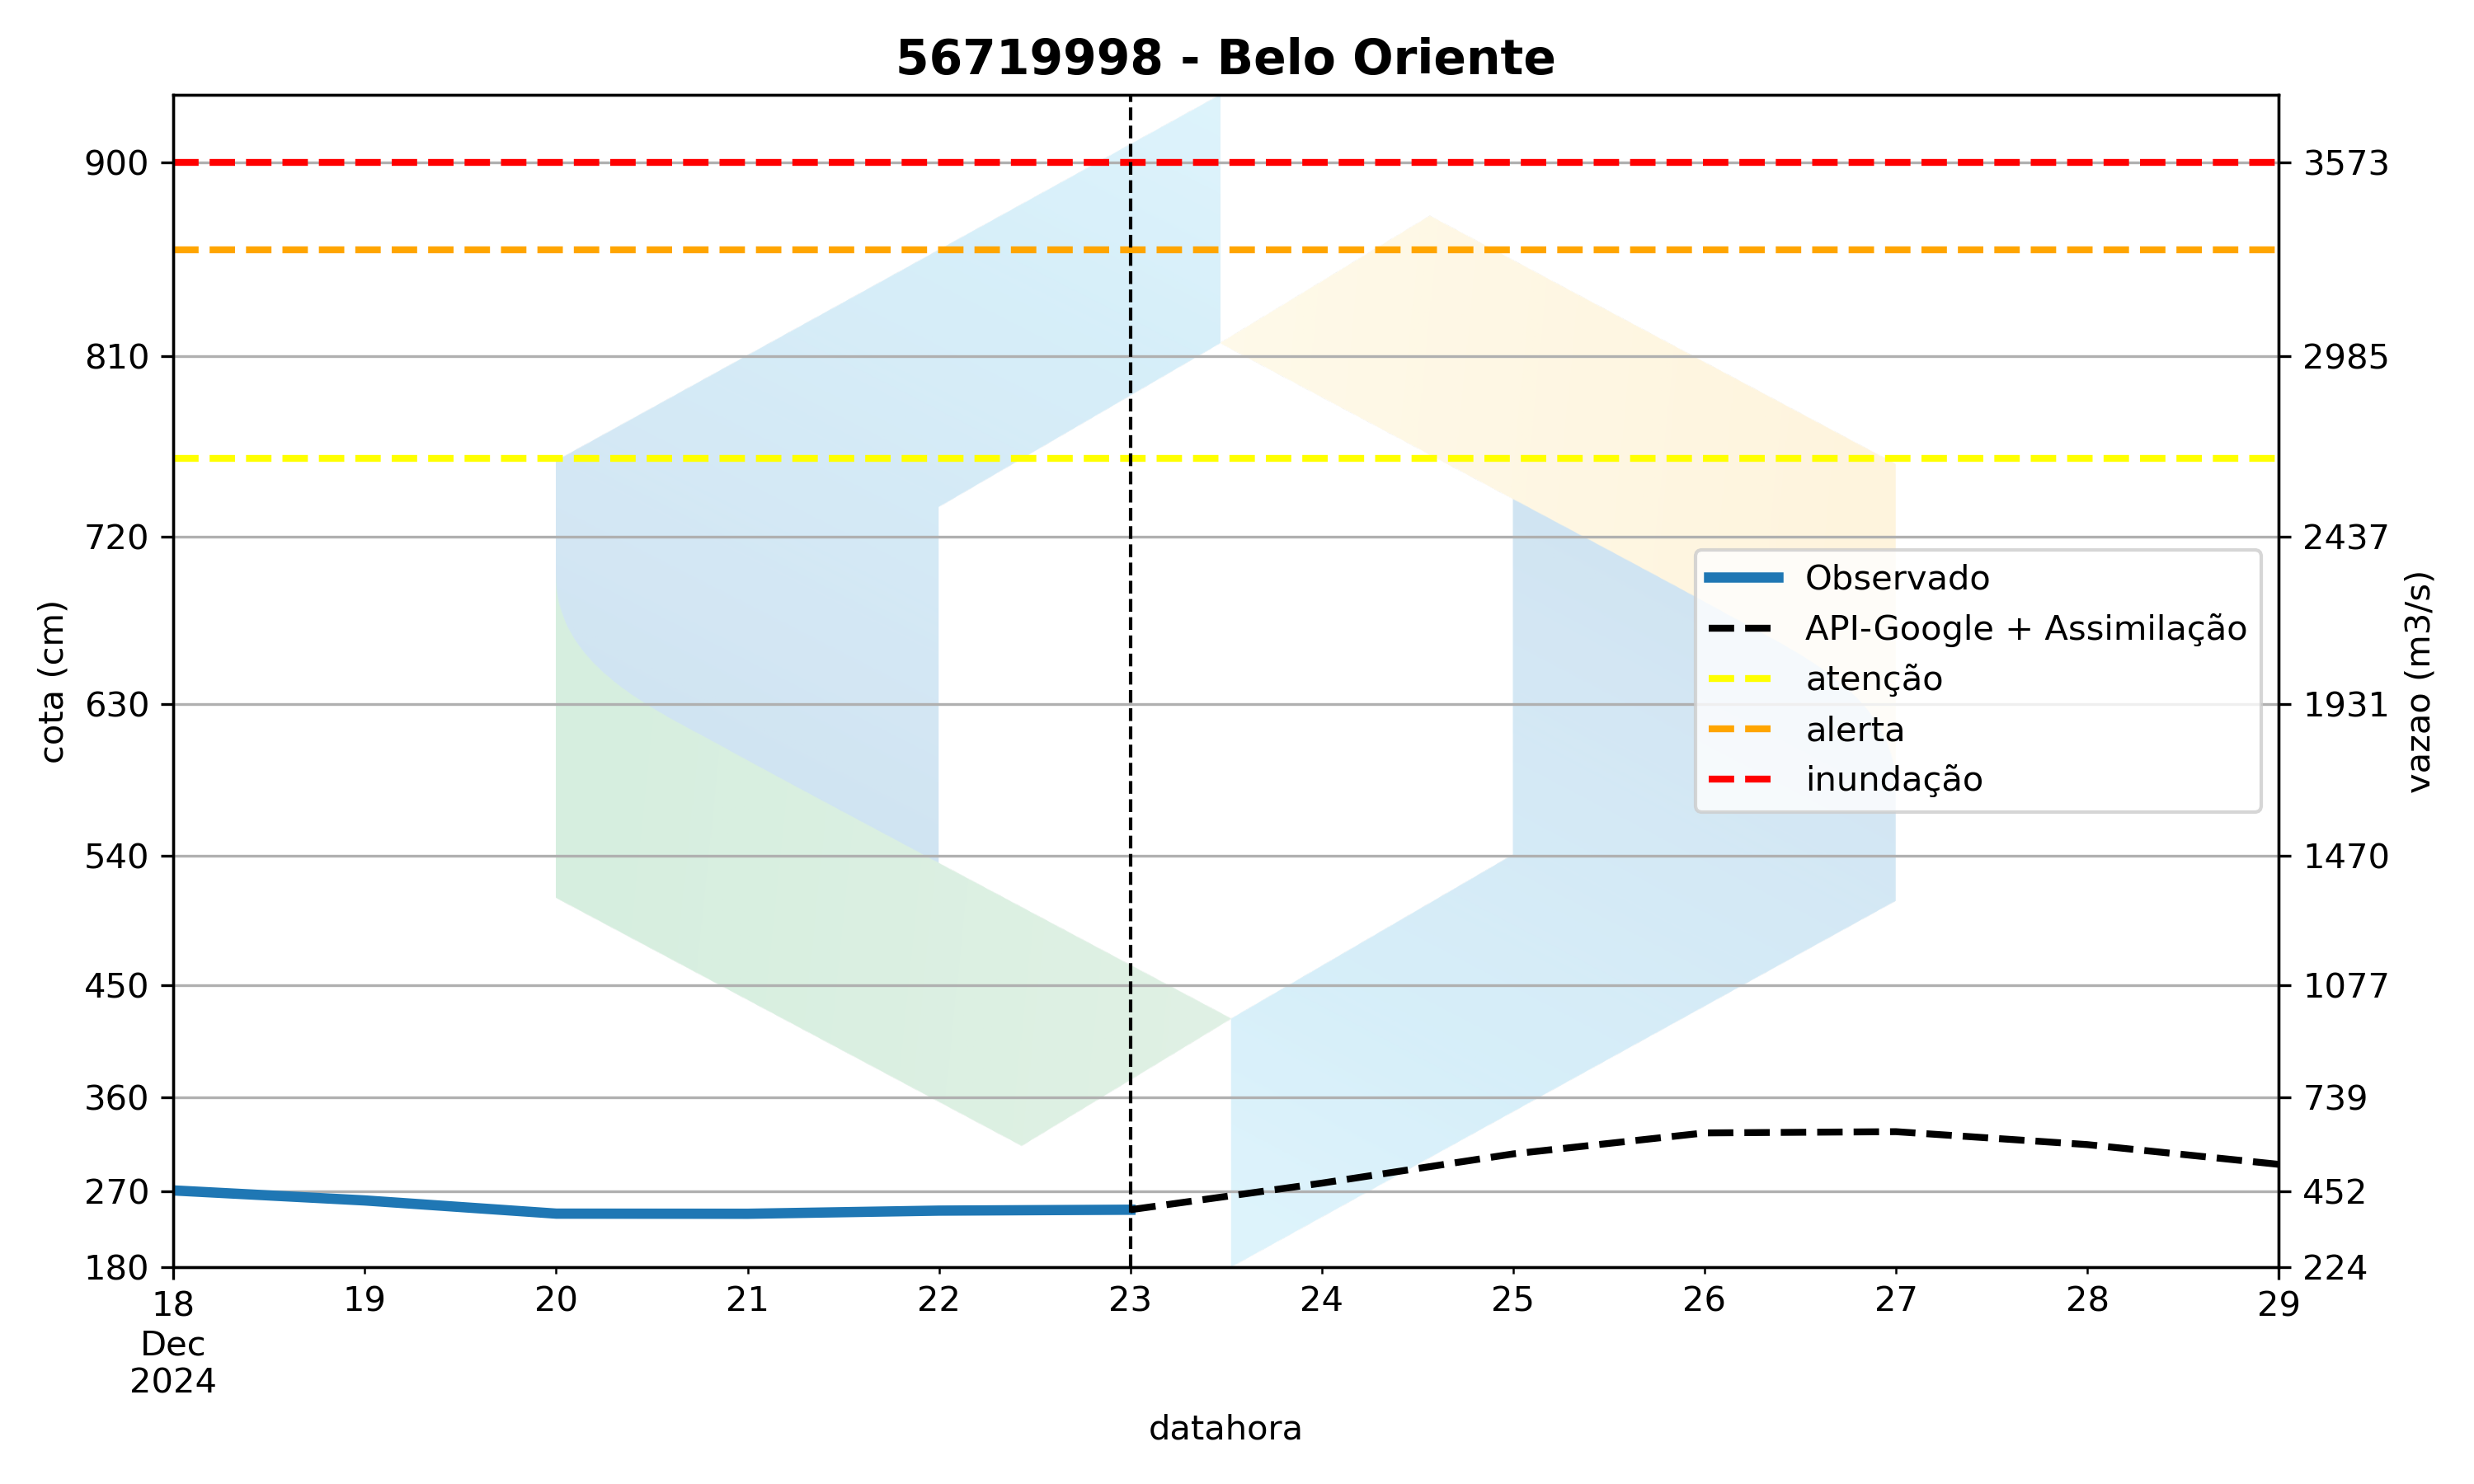 56719998 - Belo Oriente
900
810
720
630
540
450
360
270
180
cota (cm)
3573
2985
2437
1931
1470
1077
739
452
224
vazao (m3/s)
Observado
API-Google + Assimilação
atenção
alerta
inundação
18 19 20 21 22 23 24 25 26 27 28 29
Dec
2024
datahora